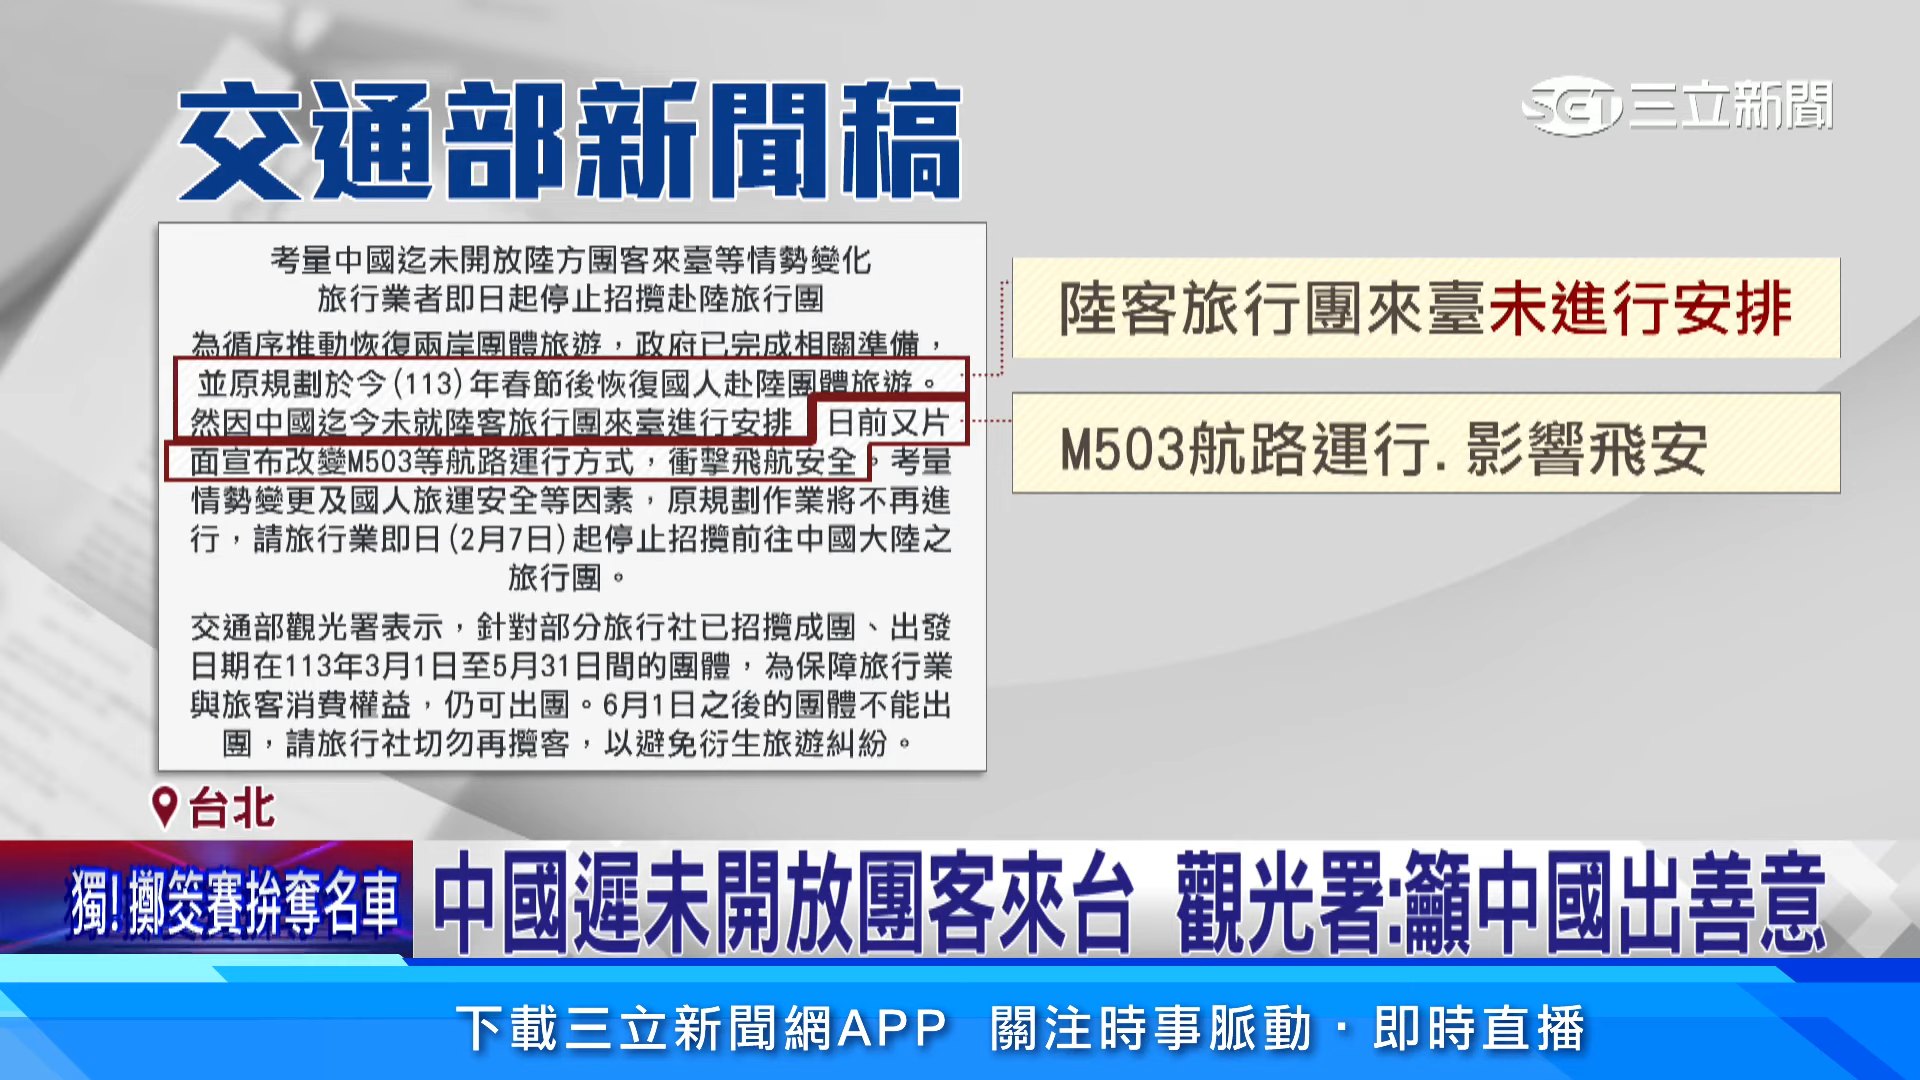 交通部新聞稿
SET三立新聞
考量中國迄未開放陸方團客來臺等情勢變化
旅行業者即日起停止招攬赴陸旅行團
為循序推動恢復兩岸團體旅遊，政府已完成相關準備，
並原規劃於今(113)年春節後恢復國人赴陸團體旅遊。
然因中國迄今未就陸客旅行團來臺進行安排 日前又片
面宣布改變M503等航路運行方式，衝擊飛航安全。考量
情勢變更及國人旅運安全等因素，原規劃作業將不再進
行，請旅行業即日(2月7日)起停止招攬前往中國大陸之
旅行團。
交通部觀光署表示，針對部分旅行社已招攬成團、出發
日期在113年3月1日至5月31日間的團體，為保障旅行業
與旅客消費權益，仍可出團。6月1日之後的團體不能出
團，請旅行社切勿再攬客，以避免衍生旅遊糾紛。
陸客旅行團來臺未進行安排
M503航路運行.影響飛安
台北
獨!擲筊賽拚奪名車
中國遲未開放團客來台 觀光署:籲中國出善意
下載三立新聞網APP 關注時事脈動·即時直播